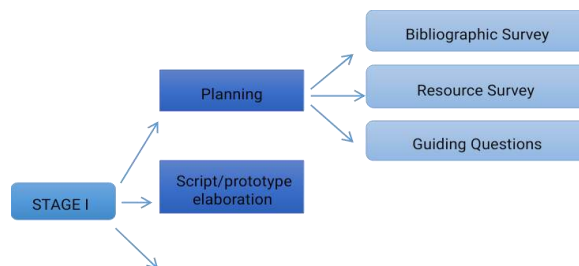 Bibliographic Survey
Planning
Resource Survey
Guiding Questions
Script/prototype
elaboration
STAGE I